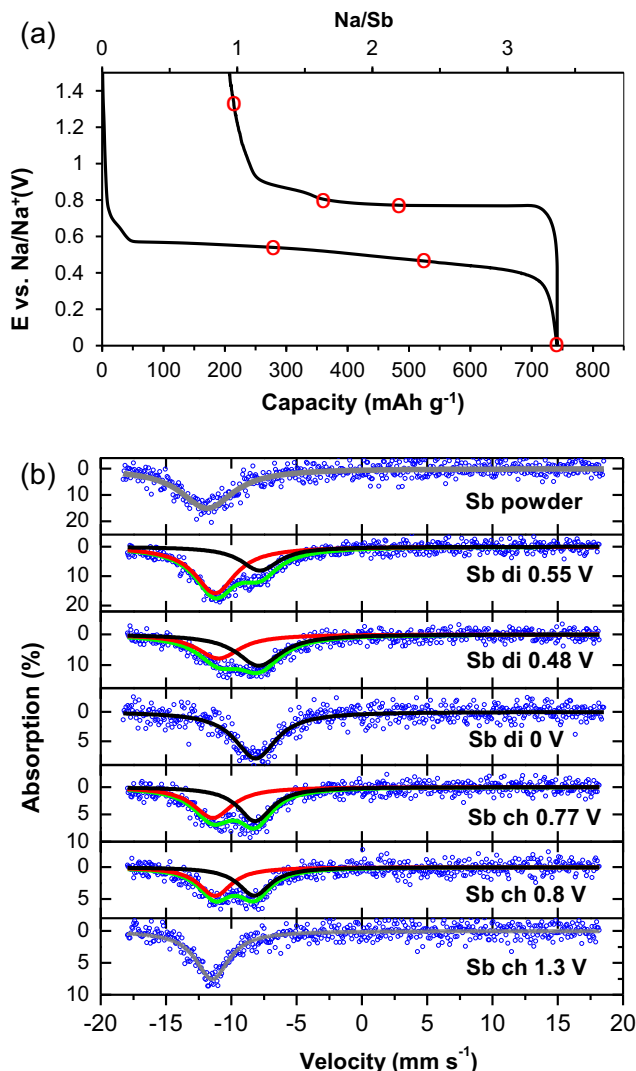 (a)
Na/Sb
0 1 2 3
E vs. Na/Na⁺(V)
1.4
1.2
1
0.8
0.6
0.4
0.2
0
0 100 200 300 400 500 600 700 800
Capacity (mAh g⁻¹)
(b)
Absorption (%)
0
10
20
Sb powder
0
10
20
Sb di 0.55 V
0
10
Sb di 0.48 V
0
5
Sb di 0 V
0
5
10
Sb ch 0.77 V
0
5
Sb ch 0.8 V
0
5
10
Sb ch 1.3 V
-20 -15 -10 -5 0 5 10 15 20
Velocity (mm s⁻¹)